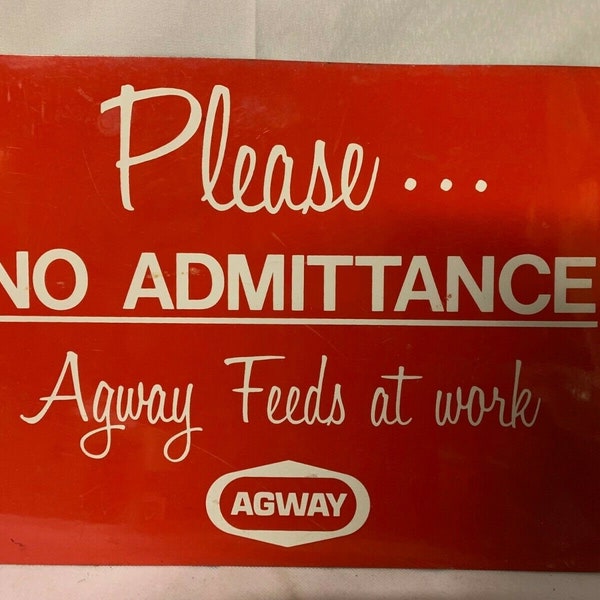 Please...
NO ADMITTANCE
Agway Feeds at work
AGWAY